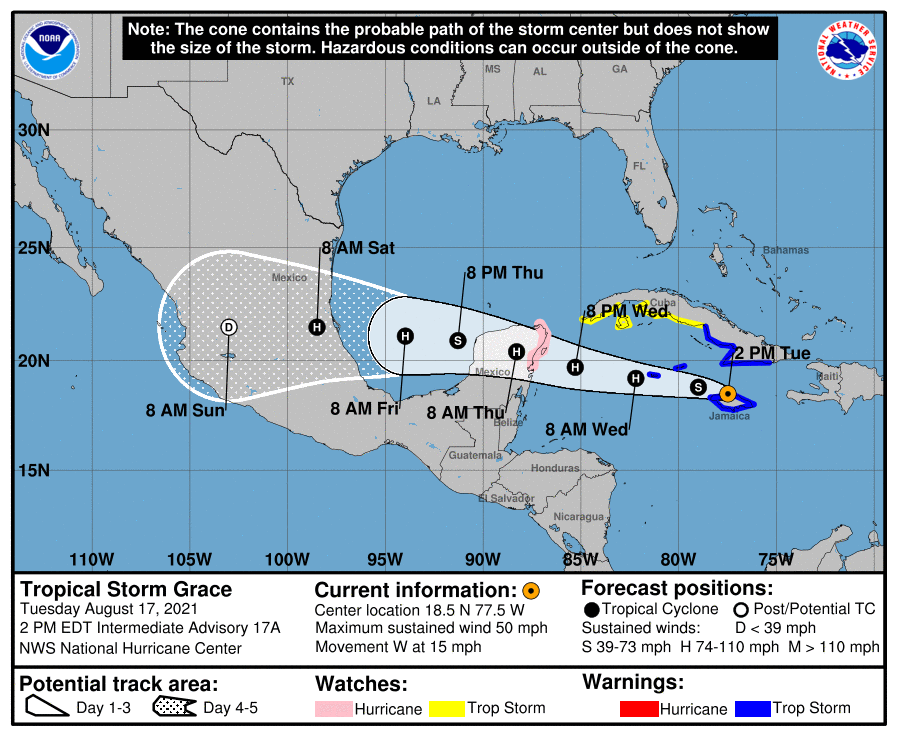 Note: The cone contains the probable path of the storm center but does not show
the size of the storm. Hazardous conditions can occur outside of the cone.
NOAA
NATIONAL WEATHER SERVICE
MS
AL
GA
TX
LA
30N
FL
25N
8 AM Sat
Bahamas
8 PM Thu
Mexico
Cuba
8 PM Wed
D
H
H
S
H
H
H
S
20N
2 PM Tue
Mexico
Haiti
8 AM Sun
8 AM Fri
8 AM Thu
Jamaica
Belize
8 AM Wed
Guatemala
15N
Honduras
El Salvador
Nicaragua
110W
105W
100W
95W
90W
85W
80W
75W
Tropical Storm Grace
Tuesday August 17, 2021
2 PM EDT Intermediate Advisory 17A
NWS National Hurricane Center
Current information:
Center location 18.5 N 77.5 W
Maximum sustained wind 50 mph
Movement W at 15 mph
Forecast positions:
Tropical Cyclone Post/Potential TC
Sustained winds: D < 39 mph
S 39-73 mph H 74-110 mph M > 110 mph
Potential track area:
Day 1-3 Day 4-5
Watches:
Hurricane Trop Storm
Warnings:
Hurricane Trop Storm